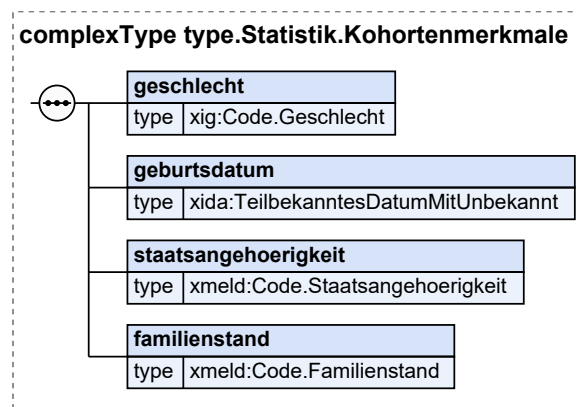 complexType type.Statistik.Kohortenmerkmale
geschlecht
type xig:Code.Geschlecht
geburtsdatum
type xida:TeilbekanntesDatumMitUnbekannt
staatsangehoerigkeit
type xmeld:Code.Staatsangehoerigkeit
familienstand
type xmeld:Code.Familienstand